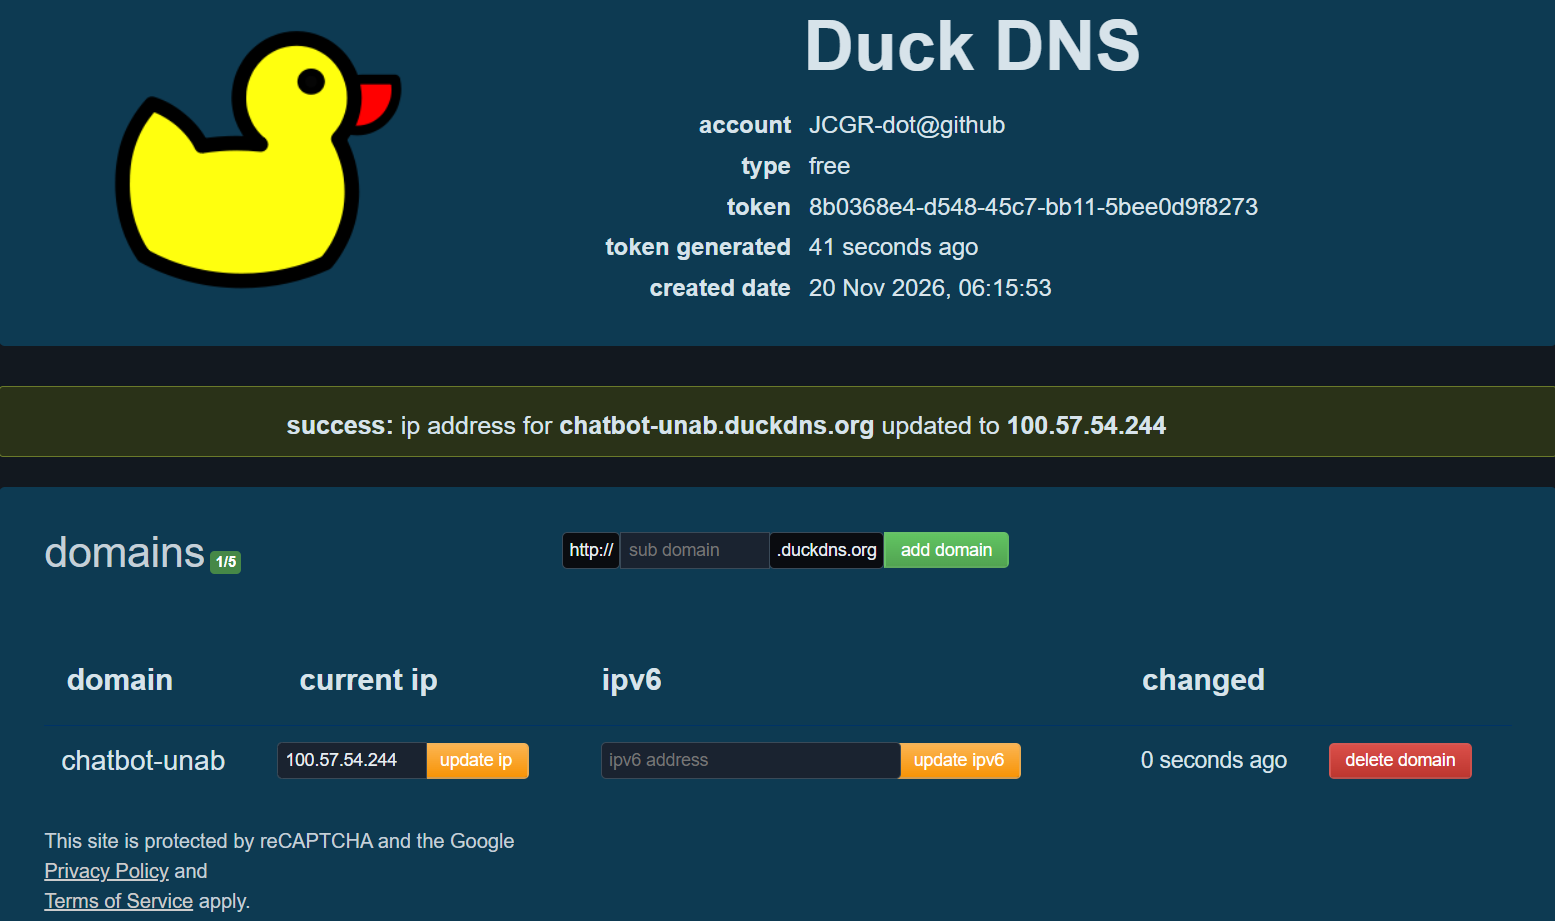 Duck DNS
account JCGR-dot@github
type free
token 8b0368e4-d548-45c7-bb11-5bee0d9f8273
token generated 41 seconds ago
created date 20 Nov 2026, 06:15:53
success: ip address for chatbot-unab.duckdns.org updated to 100.57.54.244
domains 1/5 http:// sub domain .duckdns.org add domain
domain current ip ipv6 changed
chatbot-unab 100.57.54.244 update ip ipv6 address update ipv6 0 seconds ago delete domain
This site is protected by reCAPTCHA and the Google
Privacy Policy and
Terms of Service apply.